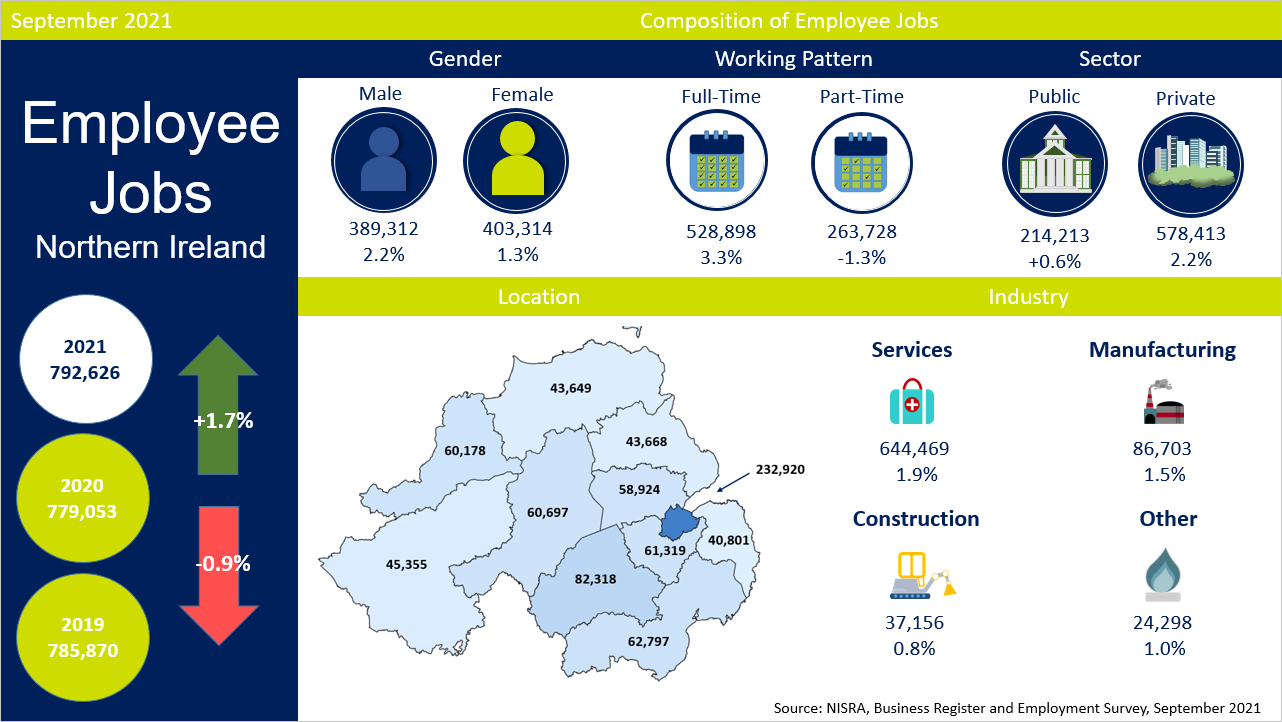 September 2021
Composition of Employee Jobs
Employee
Jobs
Northern Ireland
2021
792,626
+1.7%
2020
779,053
-0.9%
2019
785,870
Gender
Working Pattern
Sector
Male
Female
Full-Time
Part-Time
Public
Private
389,312
403,314
528,898
263,728
214,213
578,413
2.2%
1.3%
3.3%
-1.3%
+0.6%
2.2%
Location
Industry
43,649
60,178
43,668
232,920
58,924
60,697
40,801
61,319
45,355
82,318
62,797
Services
Manufacturing
644,469
86,703
1.9%
1.5%
Construction
Other
37,156
24,298
0.8%
1.0%
Source: NISRA, Business Register and Employment Survey, September 2021